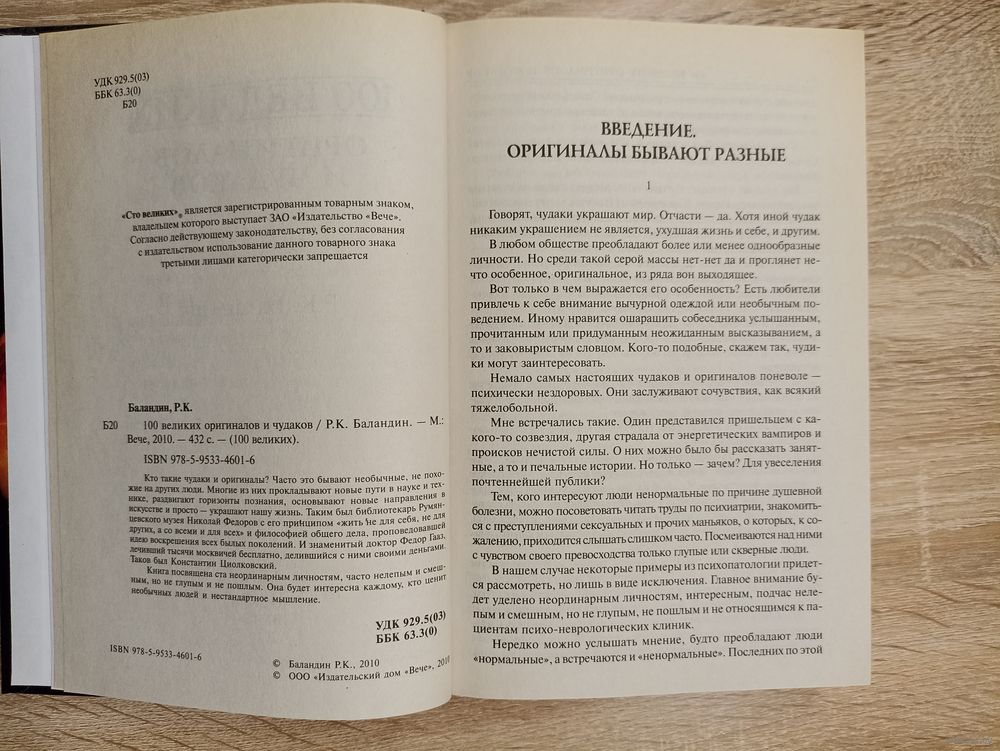 УДК 929.5(03)
ББК 63.3(0)
Б20
«Сто великих»® является зарегистрированным товарным знаком,
владельцем которого выступает ЗАО «Издательство «Вече».
Согласно действующему законодательству, без согласования
с издательством использование данного товарного знака
третьими лицами категорически запрещается
Баландин, Р.К.
Б20 100 великих оригиналов и чудаков / Р.К. Баландин. — М.:
Вече, 2010. — 432 с. — (100 великих).
ISBN 978-5-9533-4601-6
Кто такие чудаки и оригиналы? Часто это бывают необычные, не похо-
жие на других люди. Многие из них прокладывают новые пути в науке и тех-
нике, раздвигают горизонты познания, основывают новые направления в
искусстве и просто — украшают нашу жизнь. Таким был библиотекарь Румян-
цевского музея Николай Федоров с его принципом «жить не для себя, не для
других, а со всеми и для всех» и философией общего дела, проповедовавшей
идею воскрешения всех былых поколений. И знаменитый доктор Федор Гааз,
лечивший тысячи москвичей бесплатно, делившийся с ними своими деньгами.
Таков был Константин Циолковский.
Книга посвящена ста неординарным личностям, часто нелепым и смеш-
ным, но не глупым и не пошлым. Она будет интересна каждому, кто ценит
необычных людей и нестандартное мышление.
УДК 929.5(03)
ББК 63.3(0)
ISBN 978-5-9533-4601-6
© Баландин Р.К., 2010
© ООО «Издательский дом «Вече», 2010
ВВЕДЕНИЕ.
ОРИГИНАЛЫ БЫВАЮТ РАЗНЫЕ
1
Говорят, чудаки украшают мир. Отчасти — да. Хотя иной чудак
никаким украшением не является, ухудшая жизнь и себе, и другим.
В любом обществе преобладают более или менее однообразные
личности. Но среди такой серой массы нет-нет да и проглянет не-
что особенное, оригинальное, из ряда вон выходящее.
Вот только в чем выражается его особенность? Есть любители
привлечь к себе внимание вычурной одеждой или необычным по-
ведением. Иному нравится ошарашить собеседника услышанным,
прочитанным или придуманным неожиданным высказыванием, а
то и заковыристым словцом. Кого-то подобные, скажем так, чуди-
ки могут заинтересовать.
Немало самых настоящих чудаков и оригиналов поневоле —
психически нездоровых. Они заслуживают сочувствия, как всякий
тяжелобольной.
Мне встречались такие. Один представился пришельцем с ка-
кого-то созвездия, другая страдала от энергетических вампиров и
происков нечистой силы. О них можно было бы рассказать занят-
ные, а то и печальные истории. Но только — зачем? Для увеселения
почтеннейшей публики?
Тем, кого интересуют люди ненормальные по причине душевной
болезни, можно посоветовать читать труды по психиатрии, знакомить-
ся с преступлениями сексуальных и прочих маньяков, о которых, к со-
жалению, приходится слышать слишком часто. Посмеиваются над ними
с чувством своего превосходства только глупые или скверные люди.
В нашем случае некоторые примеры из психопатологии придет-
ся рассмотреть, но лишь в виде исключения. Главное внимание бу-
дет уделено неординарным личностям, интересным, подчас неле-
пым и смешным, но не глупым, не пошлым и не относящимся к па-
циентам психо-неврологических клиник.
Нередко можно услышать мнение, будто преобладают люди
«нормальные», а встречаются и «ненормальные». Последних по этой